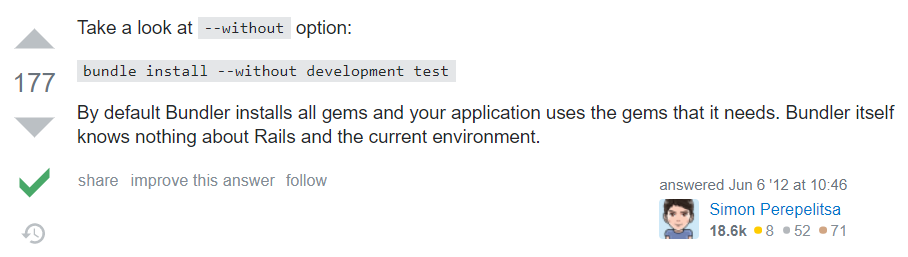 Take a look at --without option:
177
bundle install --without development test
By default Bundler installs all gems and your application uses the gems that it needs. Bundler itself
knows nothing about Rails and the current environment.
share improve this answer follow
answered Jun 6 '12 at 10:46
Simon Perepelitsa
18.6k 8 52 71